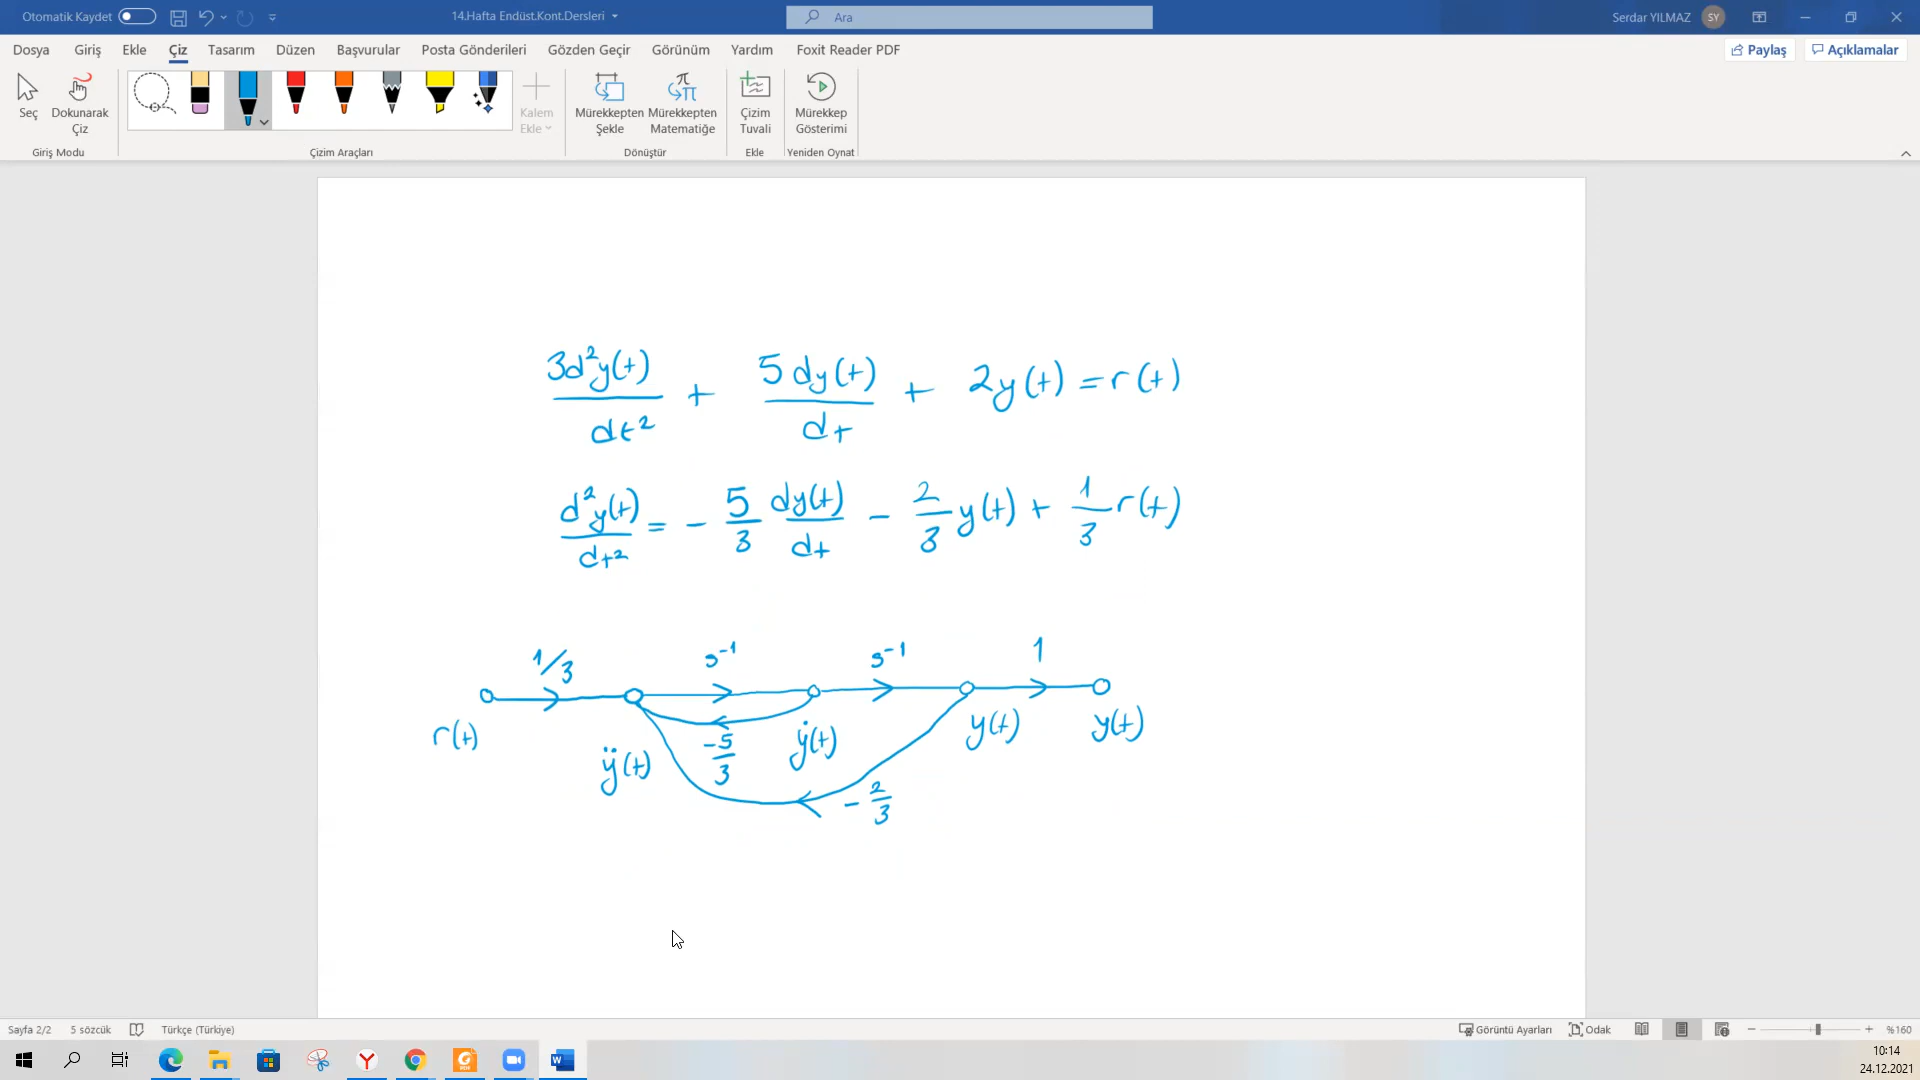 Otomatik Kaydet
14.Hafta Endüst.Kont.Dersleri
Ara
Serdar YILMAZ SY
Dosya Giriş Ekle Çiz Tasarım Düzen Başvurular Posta Gönderileri Gözden Geçir Görünüm Yardım Foxit Reader PDF Paylaş Açıklamalar
Seç
Dokunarak Çiz
Kalem Ekle
Mürekkepten Şekle
Mürekkepten Matematiğe
Çizim Tuvali
Mürekkep Gösterimi
Giriş Modu Çizim Araçları Dönüştür Ekle Yeniden Oynat
3d²y(t)/dt² + 5dy(t)/dt + 2y(t) = r(t)
d²y(t)/dt² = - 5/3 dy(t)/dt - 2/3 y(t) + 1/3 r(t)
1/3 s⁻¹ s⁻¹ 1
r(t) ÿ(t) -5/3 ẏ(t) y(t) y(t)
-2/3
Sayfa 2/2 5 sözcük Türkçe (Türkiye) Görüntü Ayarları Odak %160
10:14
24.12.2021